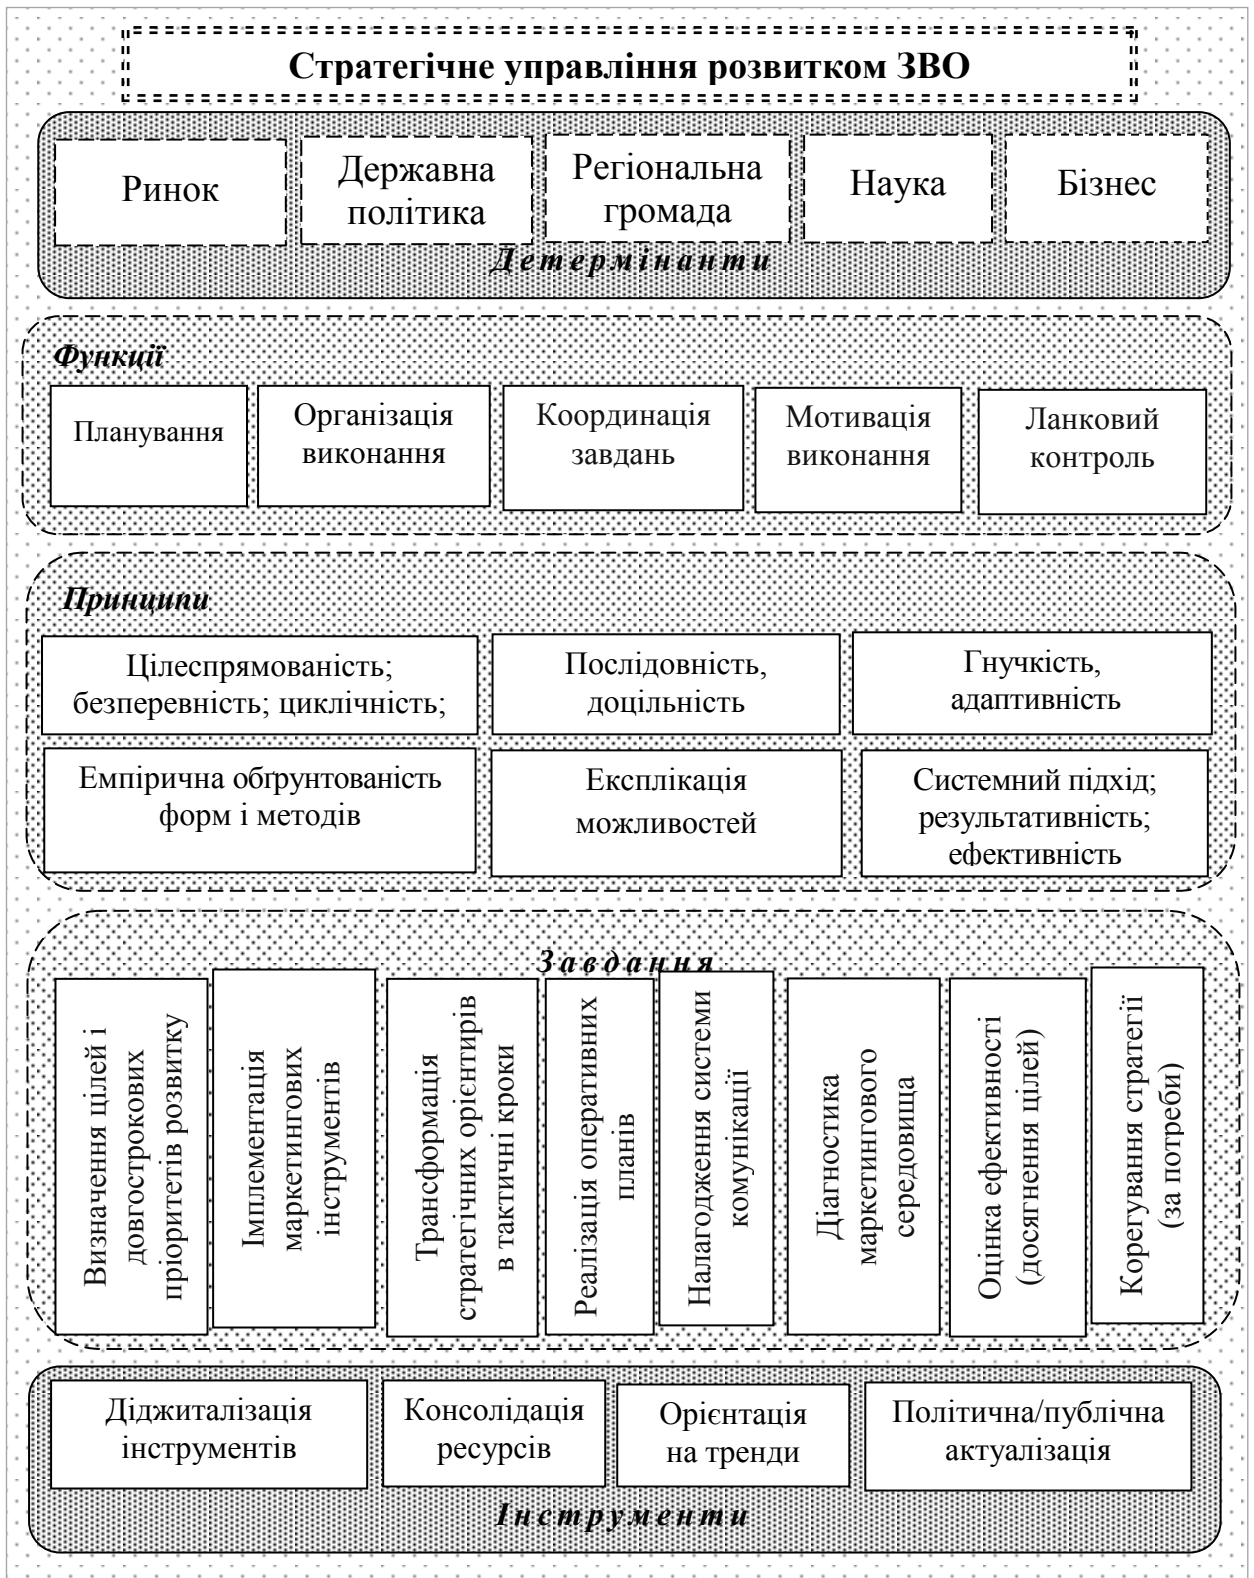 Стратегічне управління розвитком ЗВО
Ринок
Державна
політика
Регіональна
громада
Наука
Бізнес
Детермінанти
Функції
Планування
Організація
виконання
Координація
завдань
Мотивація
виконання
Ланковий
контроль
Принципи
Цілеспрямованість;
безперевність; циклічність;
Послідовність,
доцільність
Гнучкість,
адаптивність
Емпірична обґрунтованість
форм і методів
Експлікація
можливостей
Системний підхід;
результативність;
ефективність
Завдання
Визначення цілей і
довгострокових
пріоритетів розвитку
Імплементація
маркетингових
інструментів
Трансформація
стратегічних орієнтирів
в тактичні кроки
Реалізація оперативних
планів
Налагодження системи
комунікації
Діагностика
маркетингового
середовища
Оцінка ефективності
(досягнення цілей)
Корегування стратегії
(за потреби)
Діджиталізація
інструментів
Консолідація
ресурсів
Орієнтація
на тренди
Політична/публічна
актуалізація
Інструменти